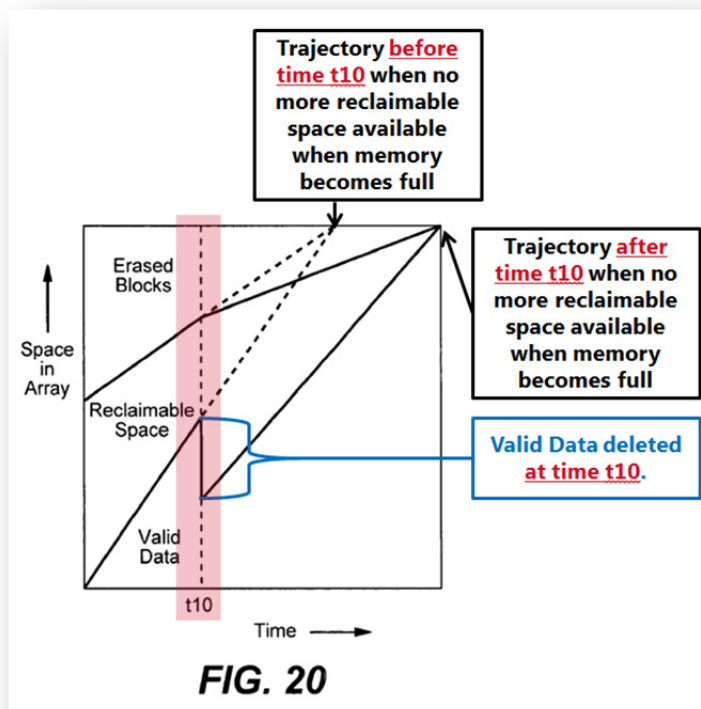 Trajectory before
time t10 when no
more reclaimable
space available
when memory
becomes full
Erased
Blocks
Space
in
Array
Reclaimable
Space
Valid
Data
t10
Time
Trajectory after
time t10 when no
more reclaimable
space available
when memory
becomes full
Valid Data deleted
at time t10.
FIG. 20